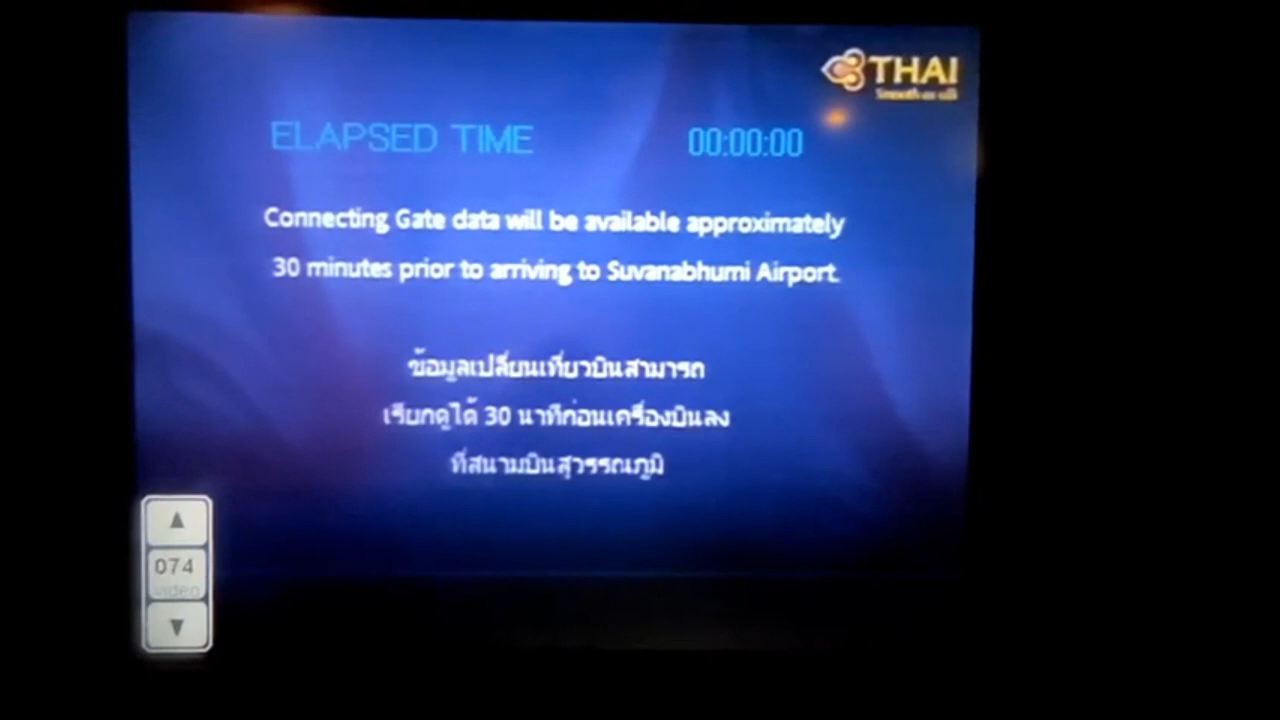 THAI
Smooth as silk
ELAPSED TIME 00:00:00
Connecting Gate data will be available approximately
30 minutes prior to arriving to Suvanabhumi Airport.
ข้อมูลเปลี่ยนเที่ยวบินสามารถ
เรียกดูได้ 30 นาทีก่อนเครื่องบินลง
ที่สนามบินสุวรรณภูมิ
▲
074
video
▼